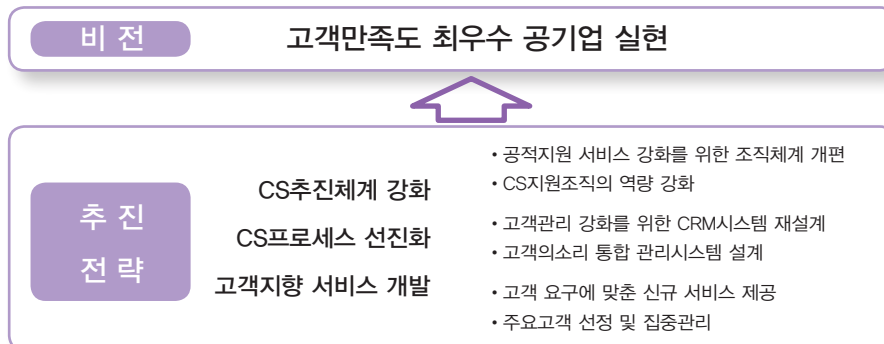 비 전
고객만족도 최우수 공기업 실현
추 진
전 략
CS추진체계 강화
CS프로세스 선진화
고객지향 서비스 개발
• 공적지원 서비스 강화를 위한 조직체계 개편
• CS지원조직의 역량 강화
• 고객관리 강화를 위한 CRM시스템 재설계
• 고객의소리 통합 관리시스템 설계
• 고객 요구에 맞춘 신규 서비스 제공
• 주요고객 선정 및 집중관리